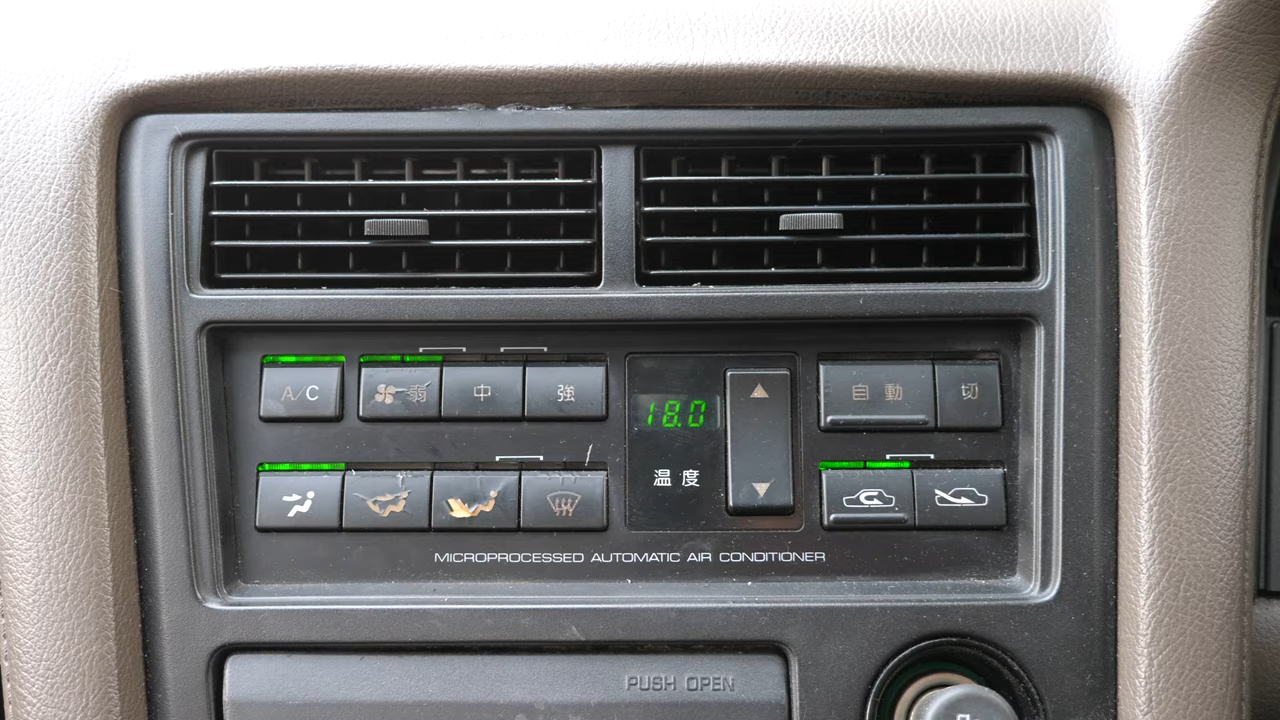 A/C 弱 中 強
18.0
自動 切
温度
MICROPROCESSED AUTOMATIC AIR CONDITIONER
PUSH OPEN